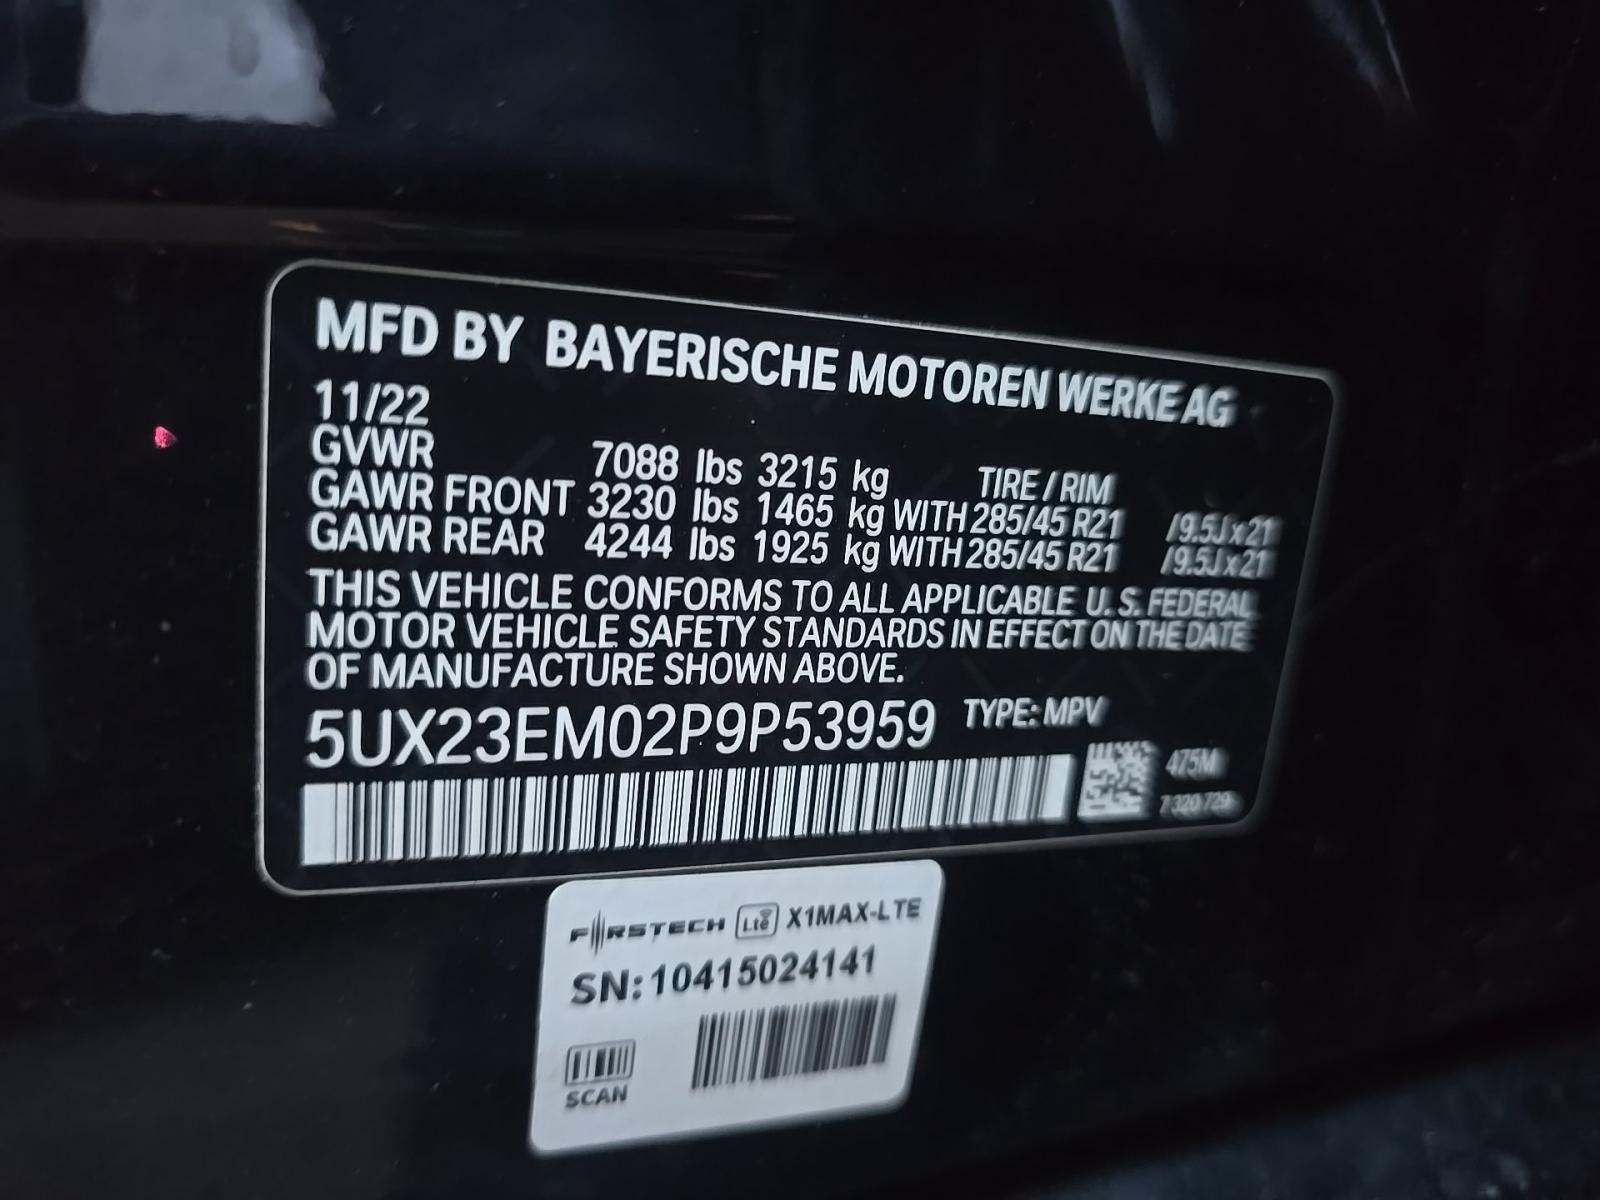 MFD BY BAYERISCHE MOTOREN WERKE AG
11/22
GVWR 7088 lbs 3215 kg TIRE / RIM
GAWR FRONT 3230 lbs 1465 kg WITH 285/45 R21 /9.5J x 21
GAWR REAR 4244 lbs 1925 kg WITH 285/45 R21 /9.5J x 21
THIS VEHICLE CONFORMS TO ALL APPLICABLE U. S. FEDERAL
MOTOR VEHICLE SAFETY STANDARDS IN EFFECT ON THE DATE
OF MANUFACTURE SHOWN ABOVE.
5UX23EM02P9P53959 TYPE: MPV
475M
7 320 729
FIRSTECH Lte X1MAX-LTE
SN: 10415024141
SCAN